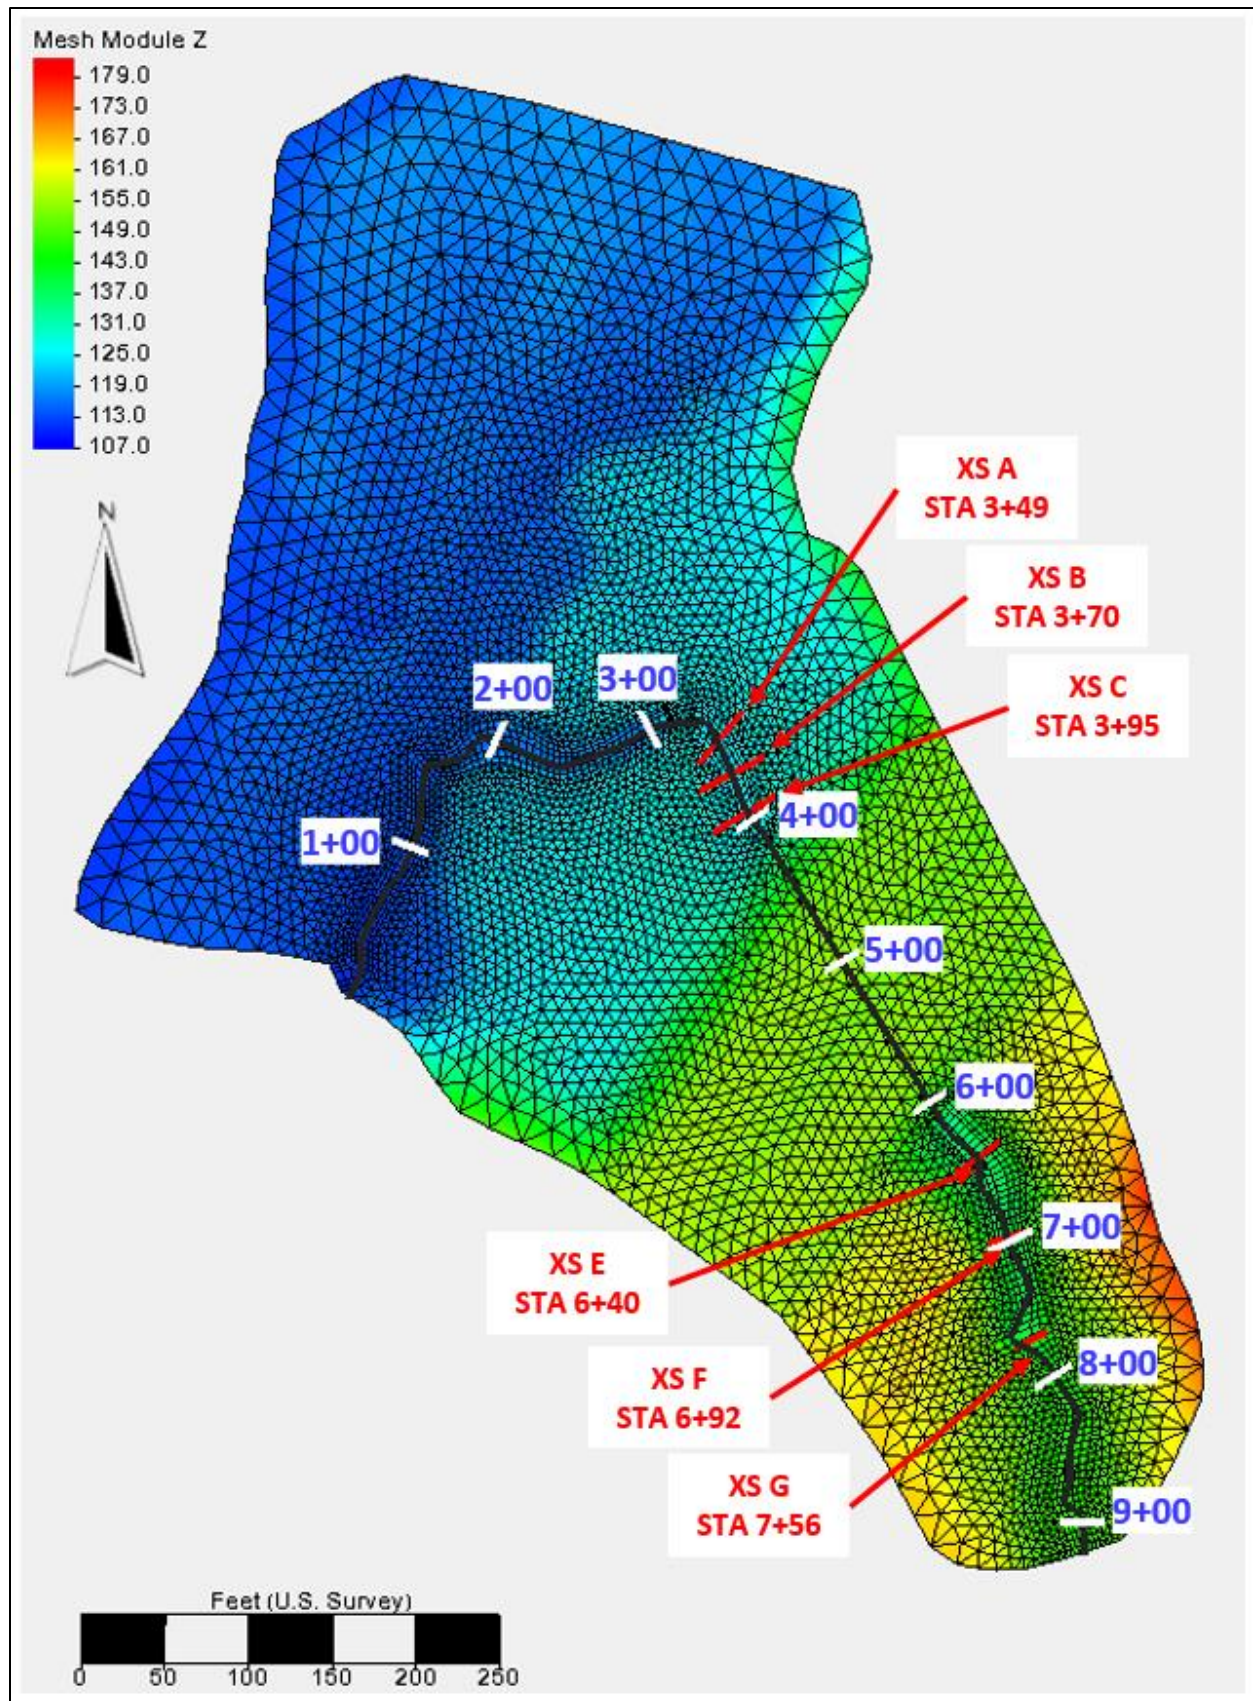 Mesh Module Z
179.0
173.0
167.0
161.0
155.0
149.0
143.0
137.0
131.0
125.0
119.0
113.0
107.0
N
XS A
STA 3+49
XS B
STA 3+70
XS C
STA 3+95
2+00
3+00
1+00
4+00
5+00
6+00
7+00
XS E
STA 6+40
8+00
XS F
STA 6+92
XS G
STA 7+56
9+00
Feet (U.S. Survey)
0 50 100 150 200 250